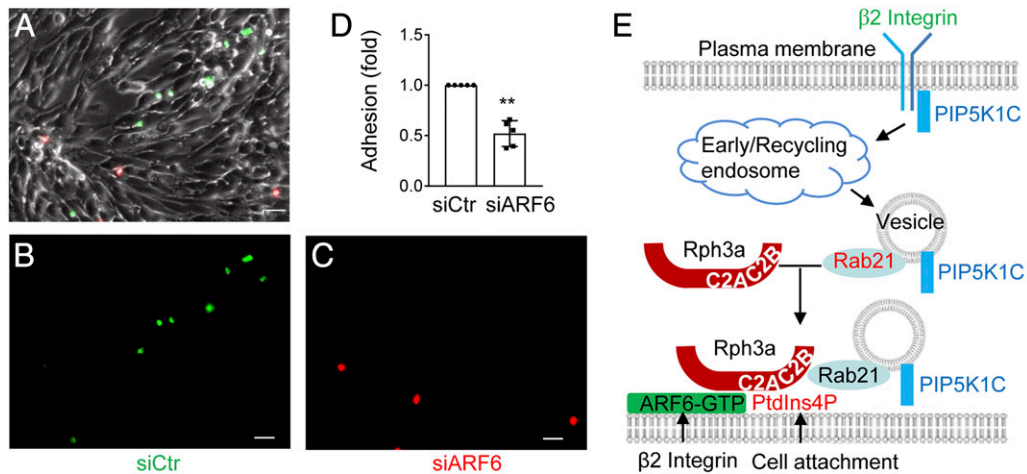 A
B
siCtr
C
siARF6
D
Adhesion (fold)
1.0
0.5
0.0
**
siCtr siARF6
E
β2 Integrin
Plasma membrane
PIP5K1C
Early/Recycling
endosome
Vesicle
Rph3a
C2A
C2B
Rab21
PIP5K1C
Rph3a
C2A
C2B
Rab21
PIP5K1C
ARF6-GTP PtdIns4P
β2 Integrin Cell attachment